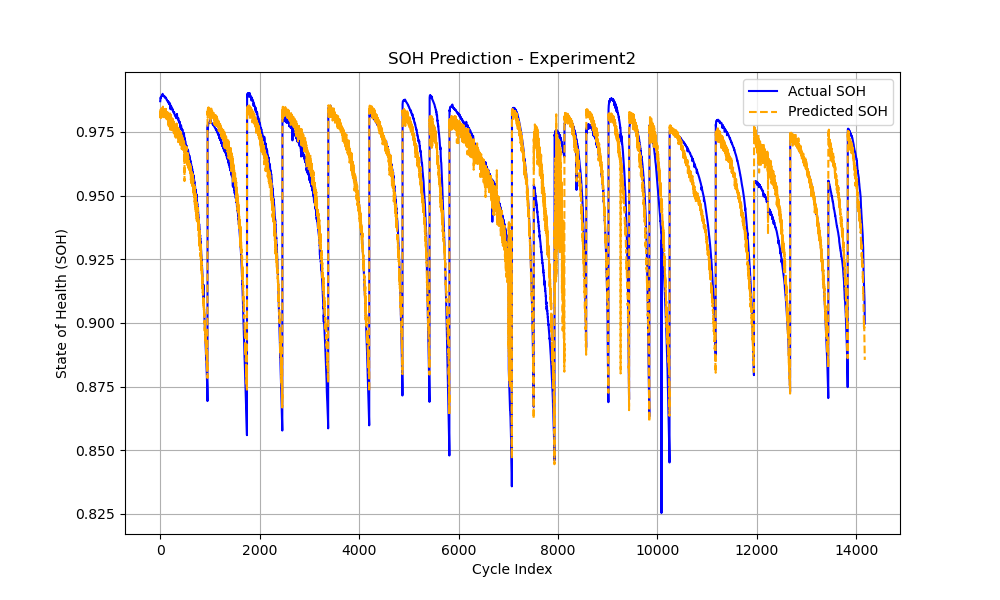 SOH Prediction - Experiment2
Actual SOH
Predicted SOH
State of Health (SOH)
0.975
0.950
0.925
0.900
0.875
0.850
0.825
0 2000 4000 6000 8000 10000 12000 14000
Cycle Index